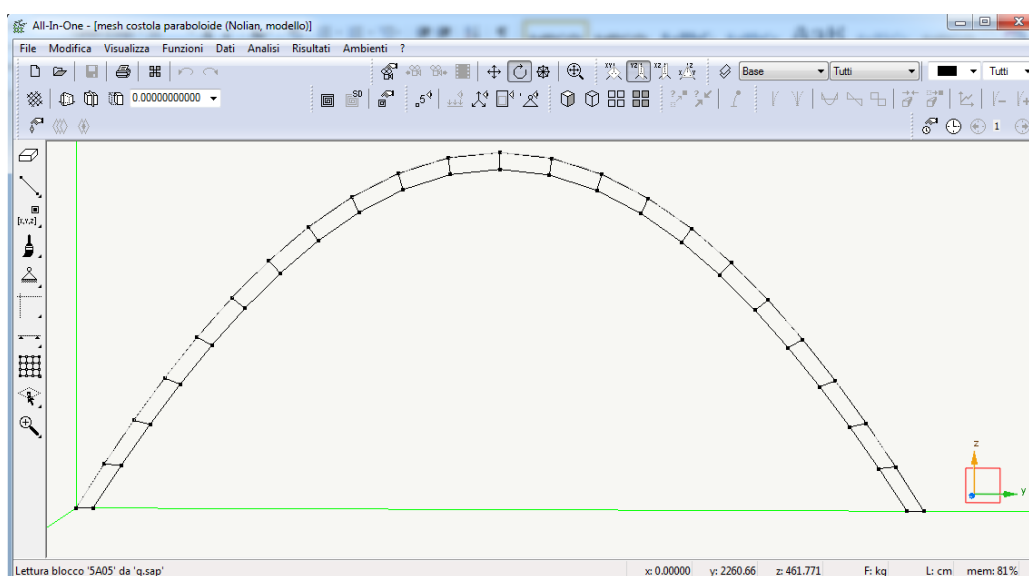 All-In-One - [mesh costola paraboloide (Nolian, modello)]
File Modifica Visualizza Funzioni Dati Analisi Risultati Ambienti ?
Base Tutti Tutti
0.00000000000
1
[x,y,z]
z
y
Lettura blocco '5A05' da 'q.sap' x: 0.00000 y: 2260.66 z: 461.771 F: kg L: cm mem: 81%